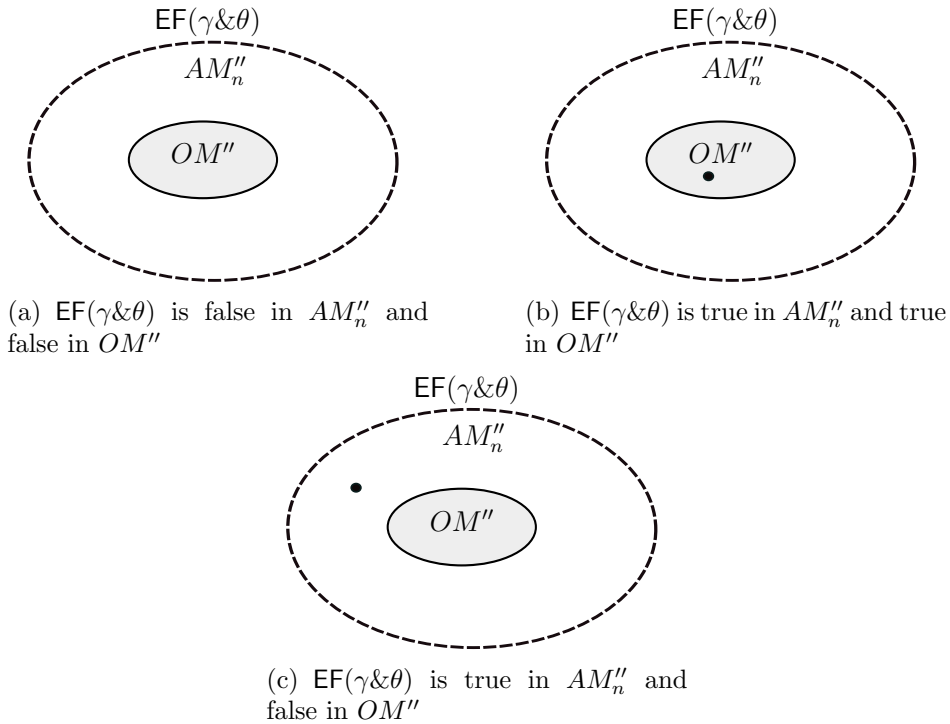 EF(γ&θ)
AM″ₙ
OM″
(a) EF(γ&θ) is false in AM″ₙ and
false in OM″
EF(γ&θ)
AM″ₙ
OM″
(b) EF(γ&θ) is true in AM″ₙ and true
in OM″
EF(γ&θ)
AM″ₙ
OM″
(c) EF(γ&θ) is true in AM″ₙ and
false in OM″